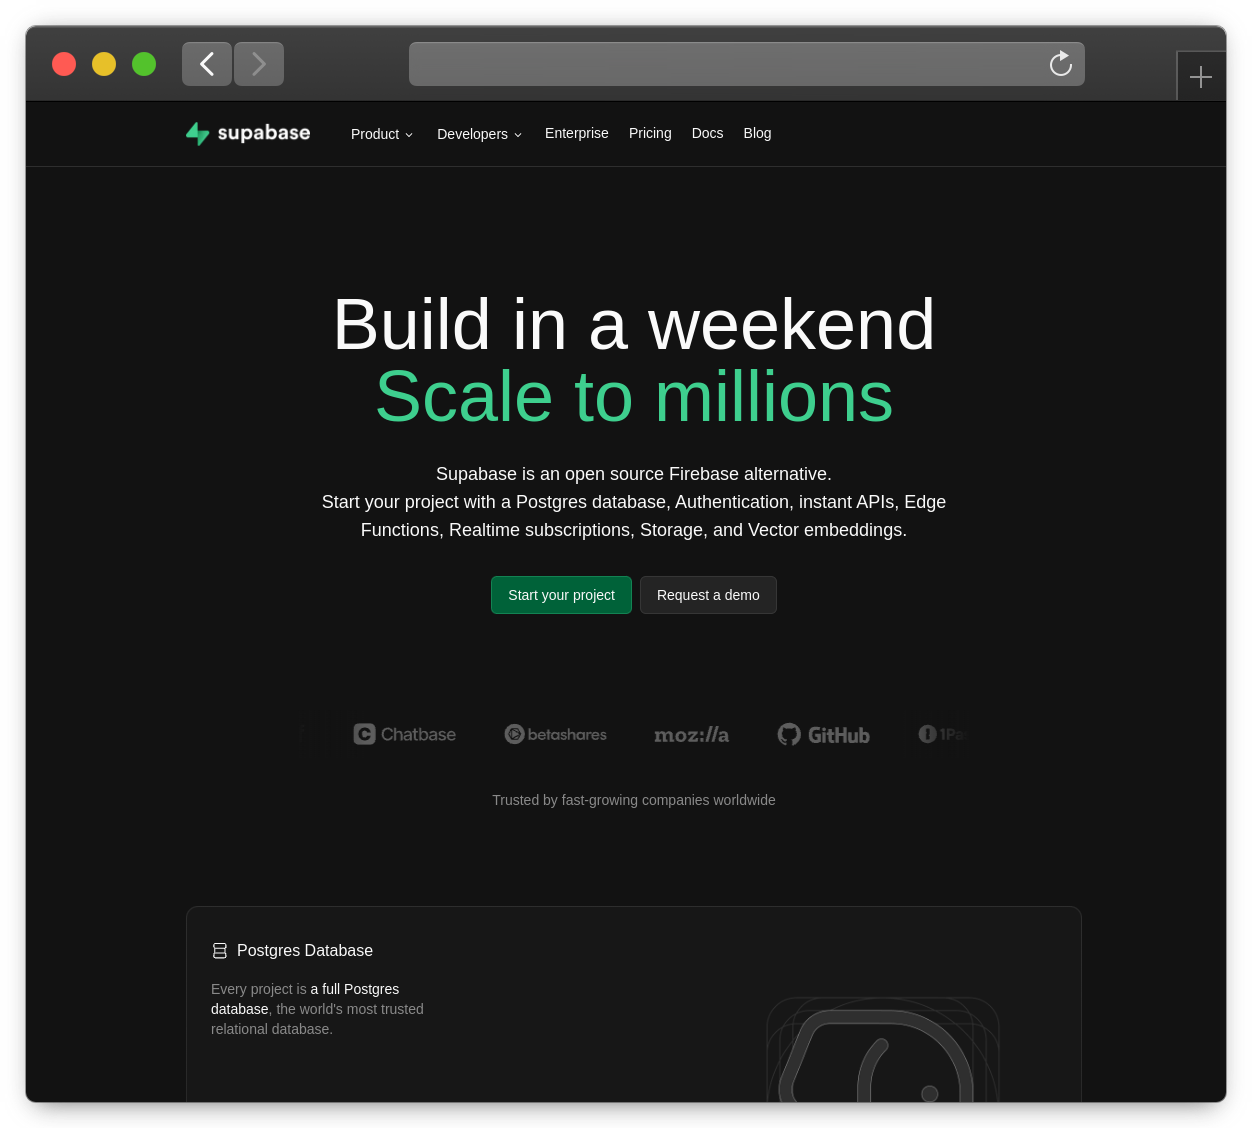 supabase
Product
Developers
Enterprise
Pricing
Docs
Blog
Build in a weekend
Scale to millions
Supabase is an open source Firebase alternative.
Start your project with a Postgres database, Authentication, instant APIs, Edge
Functions, Realtime subscriptions, Storage, and Vector embeddings.
Start your project
Request a demo
Chatbase
betashares
moz://a
GitHub
Trusted by fast-growing companies worldwide
Postgres Database
Every project is a full Postgres
database, the world's most trusted
relational database.